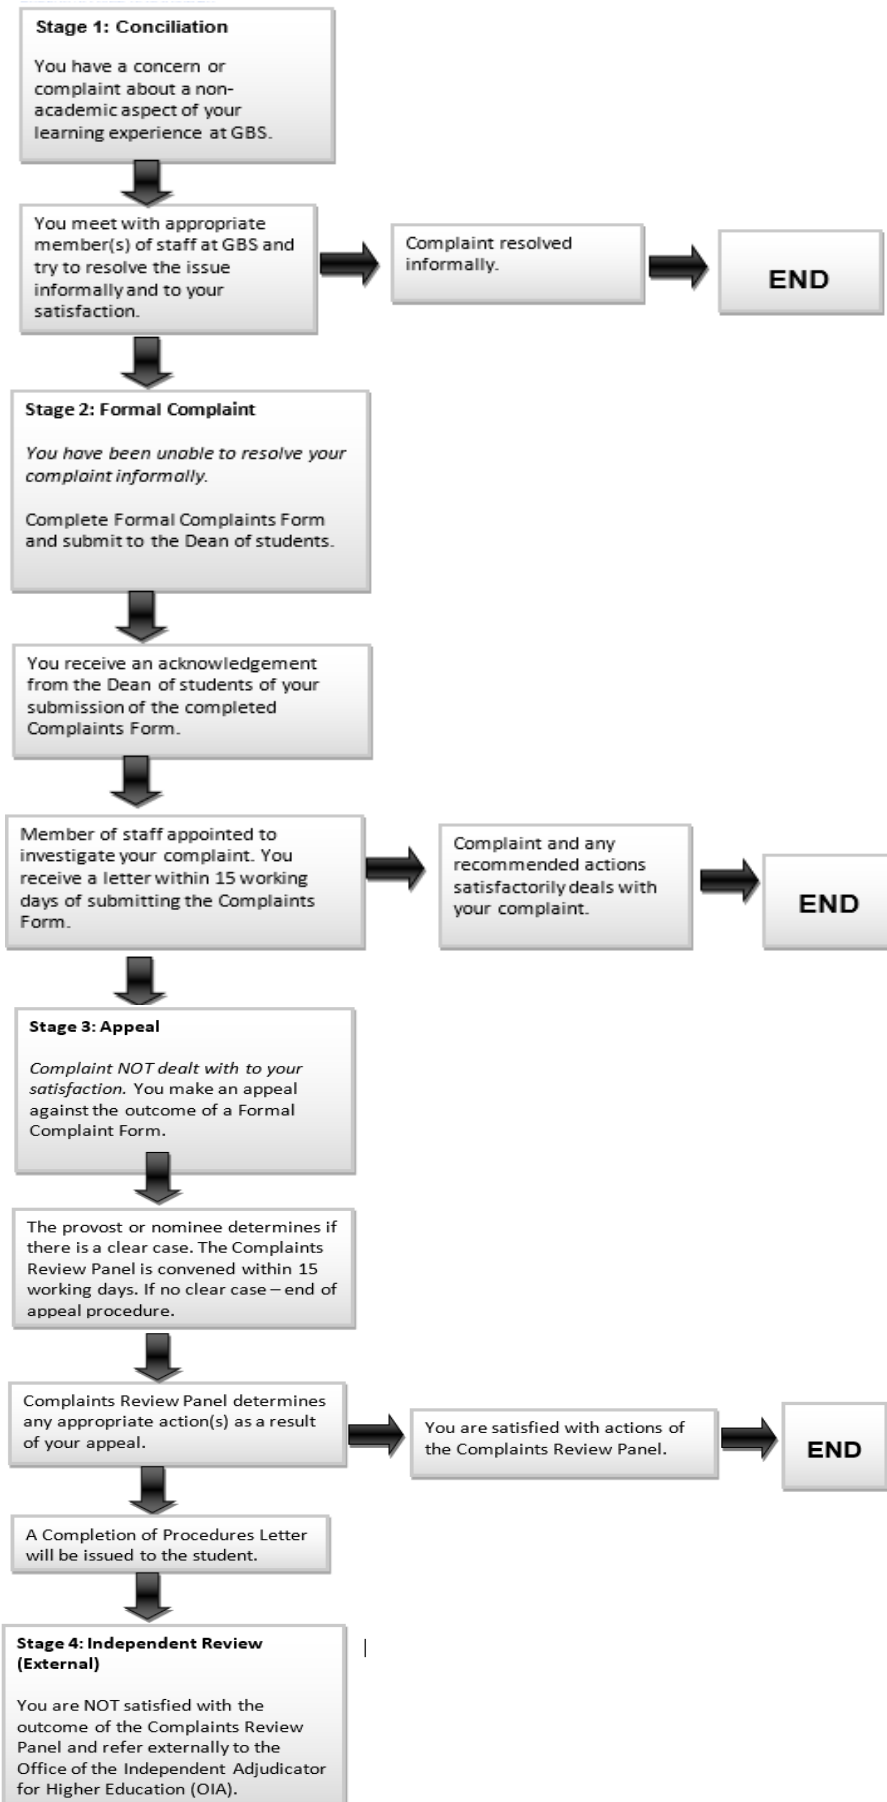 Stage 1: Conciliation
You have a concern or
complaint about a non-
academic aspect of your
learning experience at GBS.
You meet with appropriate
member(s) of staff at GBS and
try to resolve the issue
informally and to your
satisfaction.
Complaint resolved
informally.
END
Stage 2: Formal Complaint
You have been unable to resolve your
complaint informally.
Complete Formal Complaints Form
and submit to the Dean of students.
You receive an acknowledgement
from the Dean of students of your
submission of the completed
Complaints Form.
Member of staff appointed to
investigate your complaint. You
receive a letter within 15 working
days of submitting the Complaints
Form.
Complaint and any
recommended actions
satisfactorily deals with
your complaint.
END
Stage 3: Appeal
Complaint NOT dealt with to your
satisfaction. You make an appeal
against the outcome of a Formal
Complaint Form.
The provost or nominee determines if
there is a clear case. The Complaints
Review Panel is convened within 15
working days. If no clear case – end of
appeal procedure.
Complaints Review Panel determines
any appropriate action(s) as a result
of your appeal.
You are satisfied with actions of
the Complaints Review Panel.
END
A Completion of Procedures Letter
will be issued to the student.
Stage 4: Independent Review
(External)
You are NOT satisfied with the
outcome of the Complaints Review
Panel and refer externally to the
Office of the Independent Adjudicator
for Higher Education (OIA).